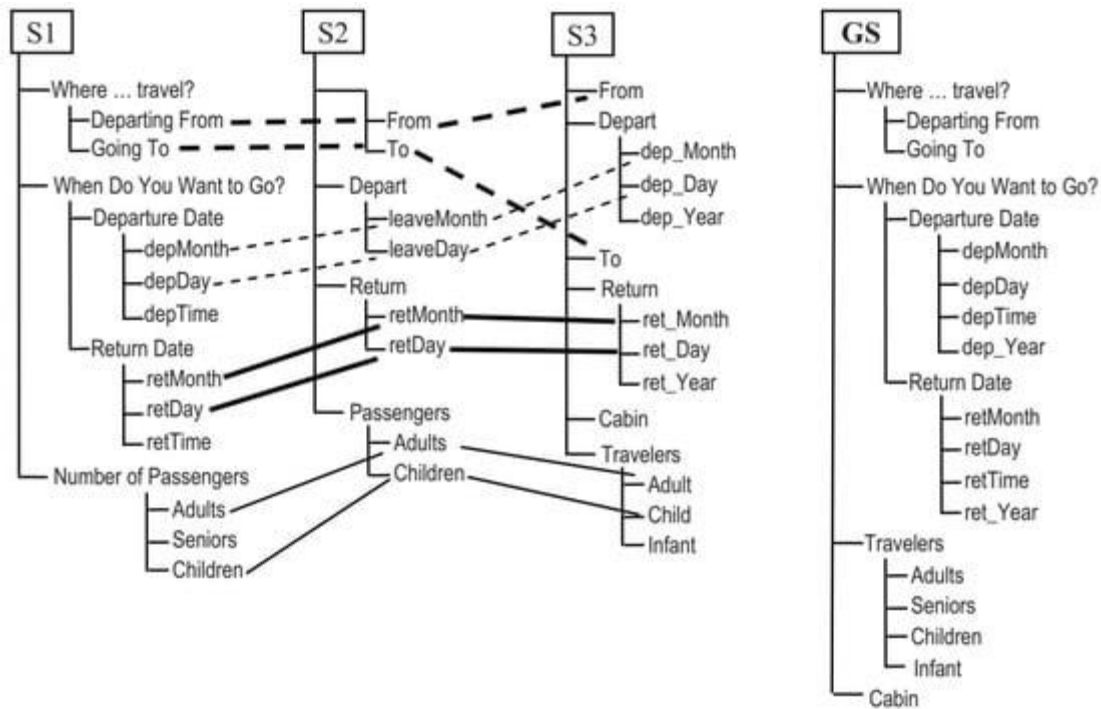 S1
Where ... travel?
Departing From
Going To
When Do You Want to Go?
Departure Date
depMonth
depDay
depTime
Return Date
retMonth
retDay
retTime
Number of Passengers
Adults
Seniors
Children
S2
From
To
Depart
leaveMonth
leaveDay
Return
retMonth
retDay
Passengers
Adults
Children
S3
From
Depart
dep_Month
dep_Day
dep_Year
To
Return
ret_Month
ret_Day
ret_Year
Cabin
Travelers
Adult
Child
Infant
GS
Where ... travel?
Departing From
Going To
When Do You Want to Go?
Departure Date
depMonth
depDay
depTime
dep_Year
Return Date
retMonth
retDay
retTime
ret_Year
Travelers
Adults
Seniors
Children
Infant
Cabin